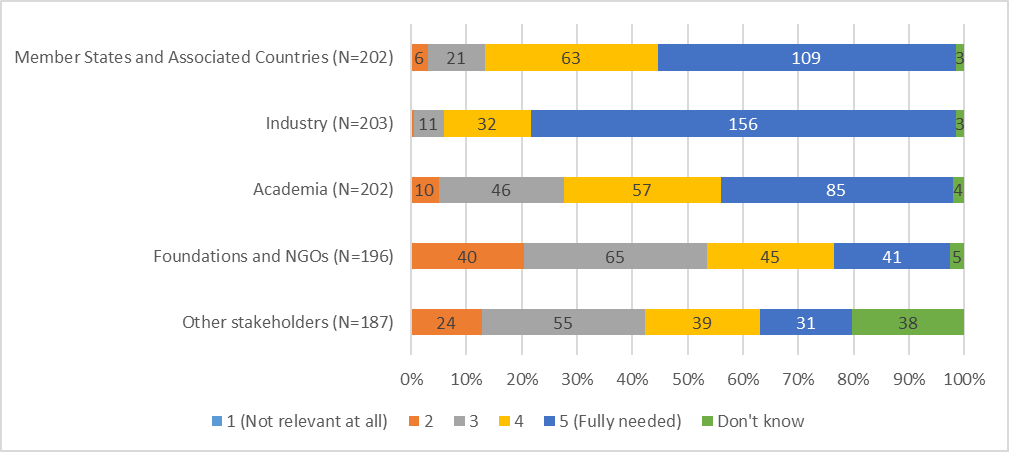 Member States and Associated Countries (N=202) 6 21 63 109 3
Industry (N=203) 11 32 156 3
Academia (N=202) 10 46 57 85 4
Foundations and NGOs (N=196) 40 65 45 41 5
Other stakeholders (N=187) 24 55 39 31 38
0% 10% 20% 30% 40% 50% 60% 70% 80% 90% 100%
1 (Not relevant at all) 2 3 4 5 (Fully needed) Don't know